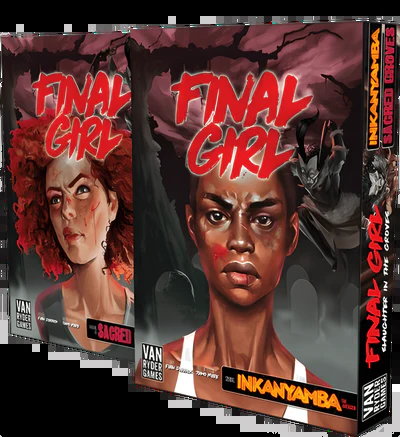 FINAL
GIRL
VAN
RYDER
GAMES
SACRED
FINAL
GIRL
VAN
RYDER
GAMES
INKANYAMBA
INKANYAMBA
SACRED GROVES
FINAL GIRL
SLAUGHTER IN THE GROVES
VAN
RYDER
GAMES